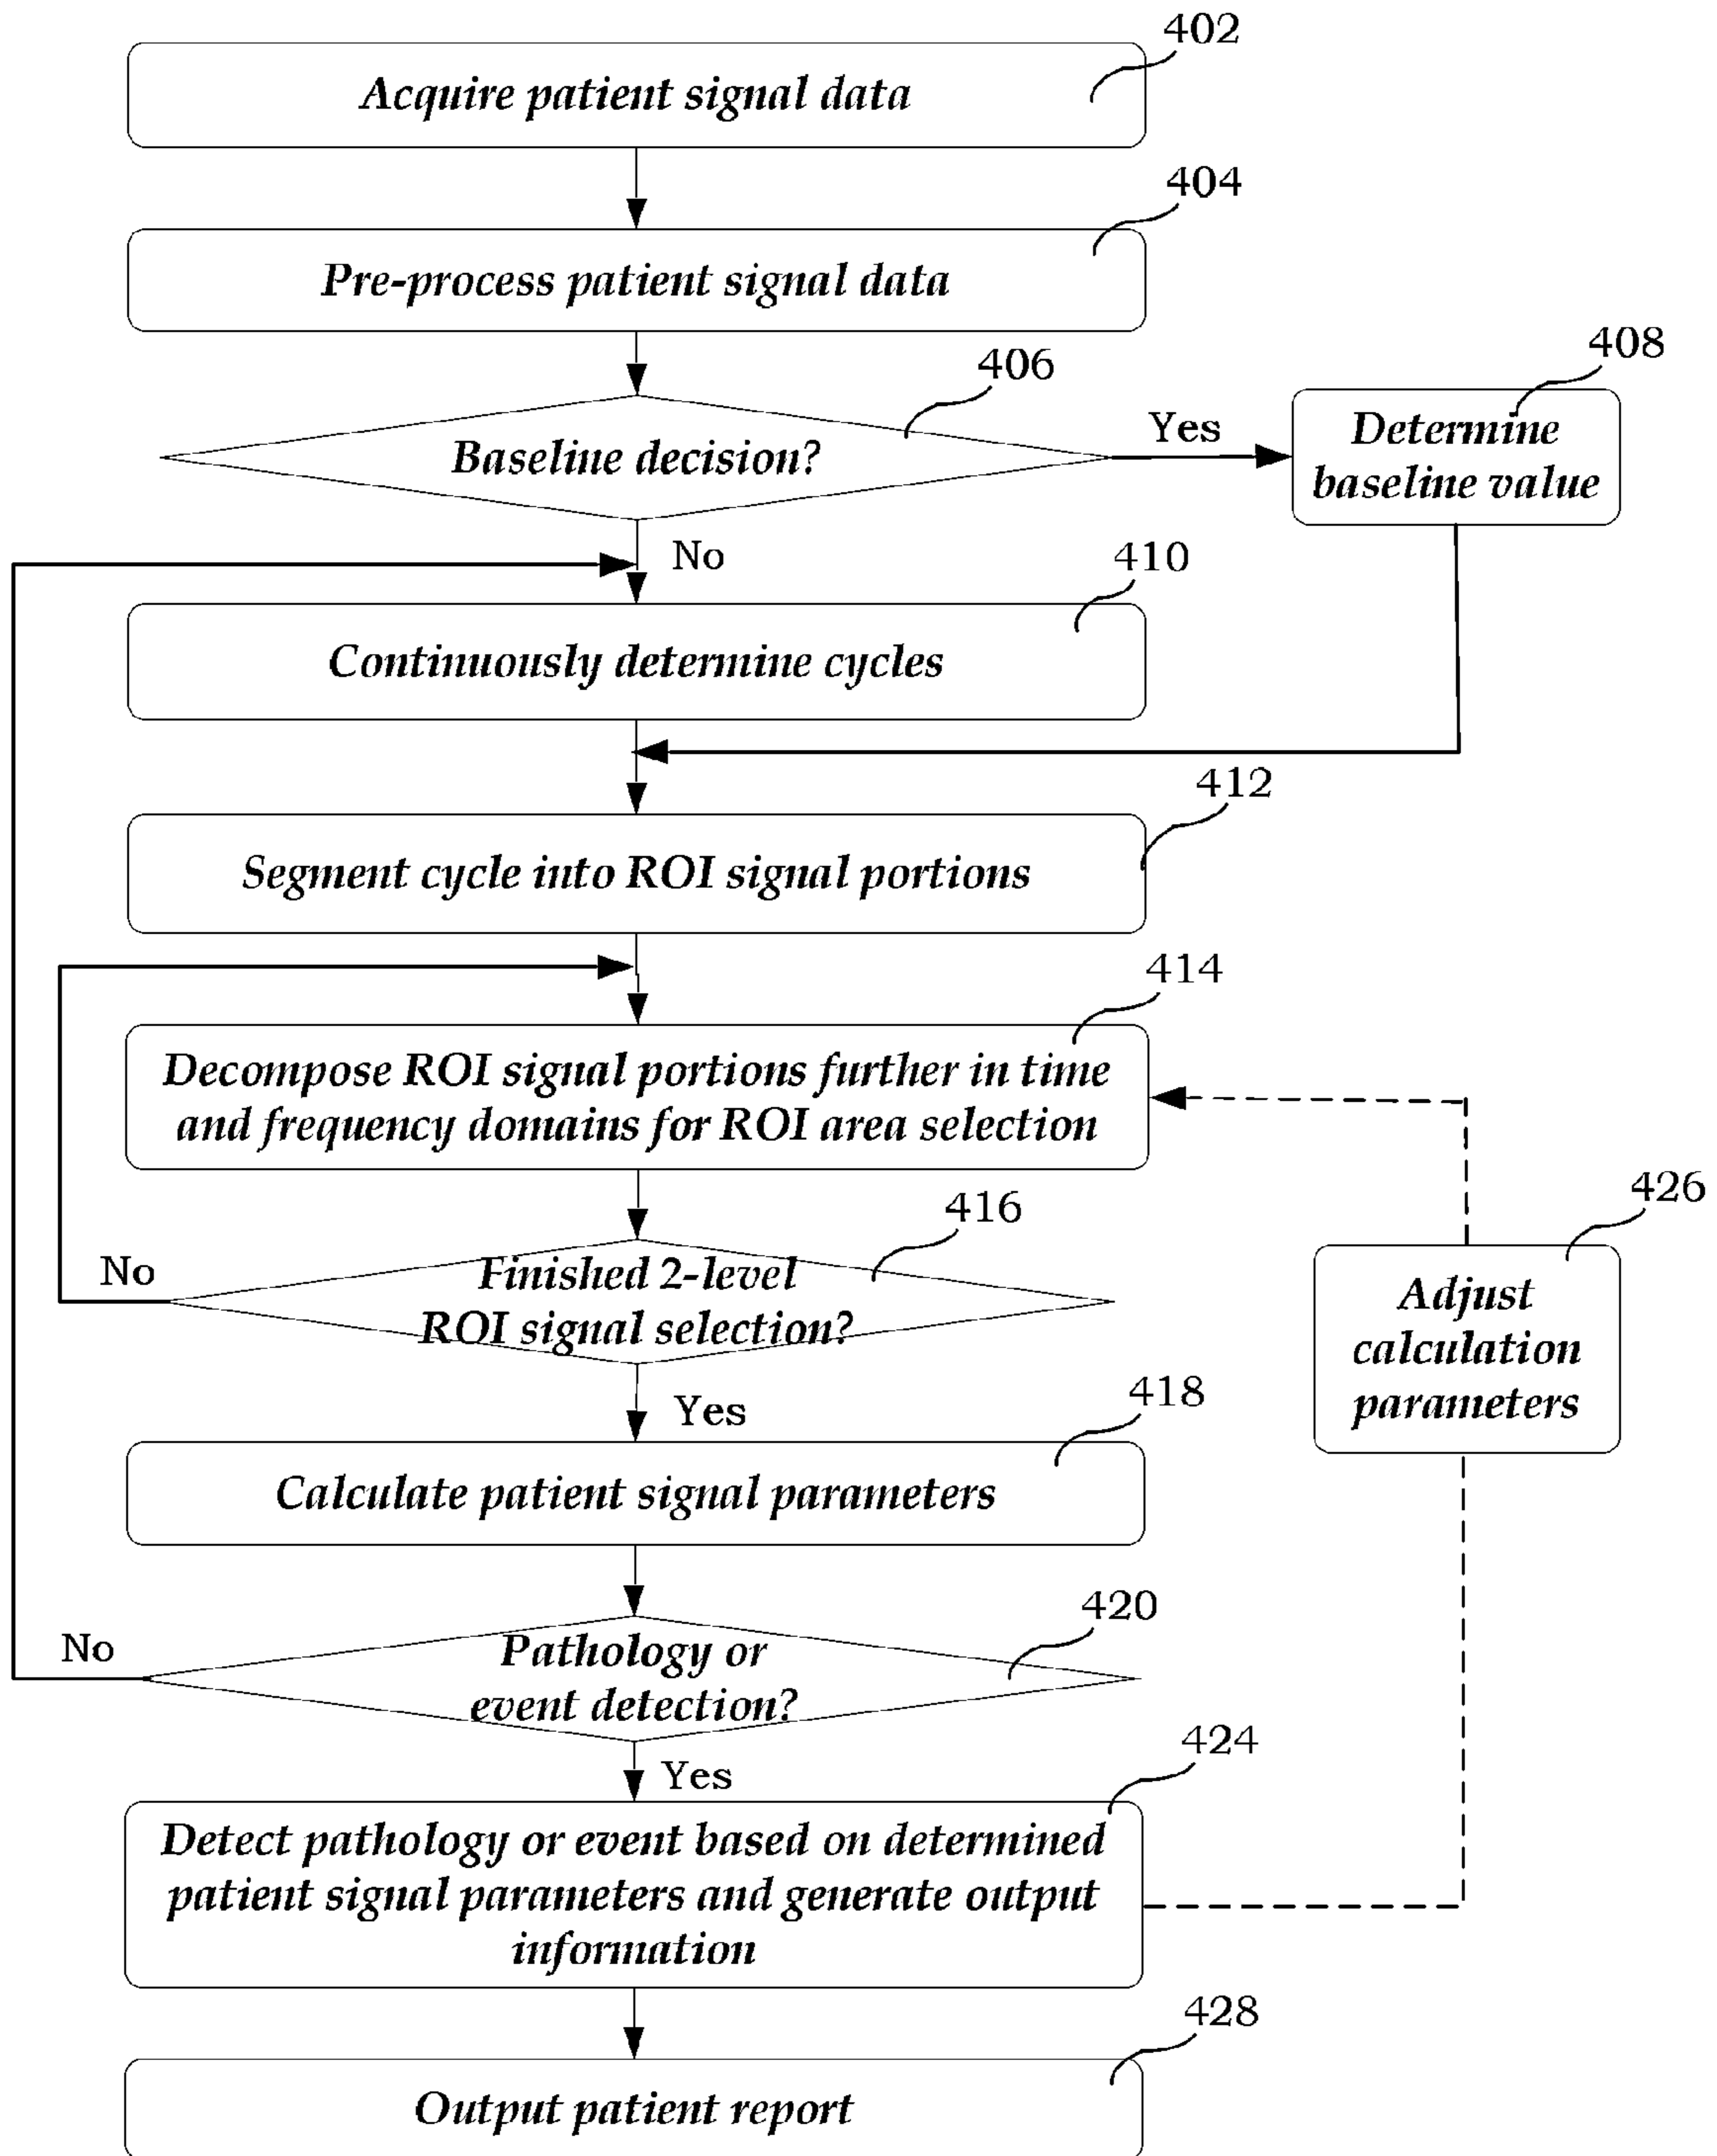 402
Acquire patient signal data
404
Pre-process patient signal data
406
Baseline decision?
Yes
408
Determine
baseline value
No
410
Continuously determine cycles
412
Segment cycle into ROI signal portions
414
Decompose ROI signal portions further in time
and frequency domains for ROI area selection
416
Finished 2-level
ROI signal selection?
No
Yes
426
Adjust
calculation
parameters
418
Calculate patient signal parameters
420
Pathology or
event detection?
No
Yes
424
Detect pathology or event based on determined
patient signal parameters and generate output
information
428
Output patient report